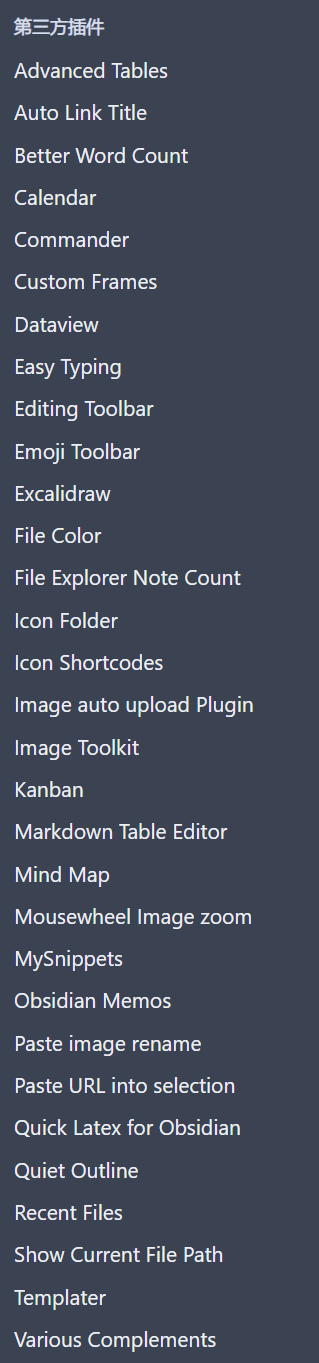 第三方插件
Advanced Tables
Auto Link Title
Better Word Count
Calendar
Commander
Custom Frames
Dataview
Easy Typing
Editing Toolbar
Emoji Toolbar
Excalidraw
File Color
File Explorer Note Count
Icon Folder
Icon Shortcodes
Image auto upload Plugin
Image Toolkit
Kanban
Markdown Table Editor
Mind Map
Mousewheel Image zoom
MySnippets
Obsidian Memos
Paste image rename
Paste URL into selection
Quick Latex for Obsidian
Quiet Outline
Recent Files
Show Current File Path
Templater
Various Complements